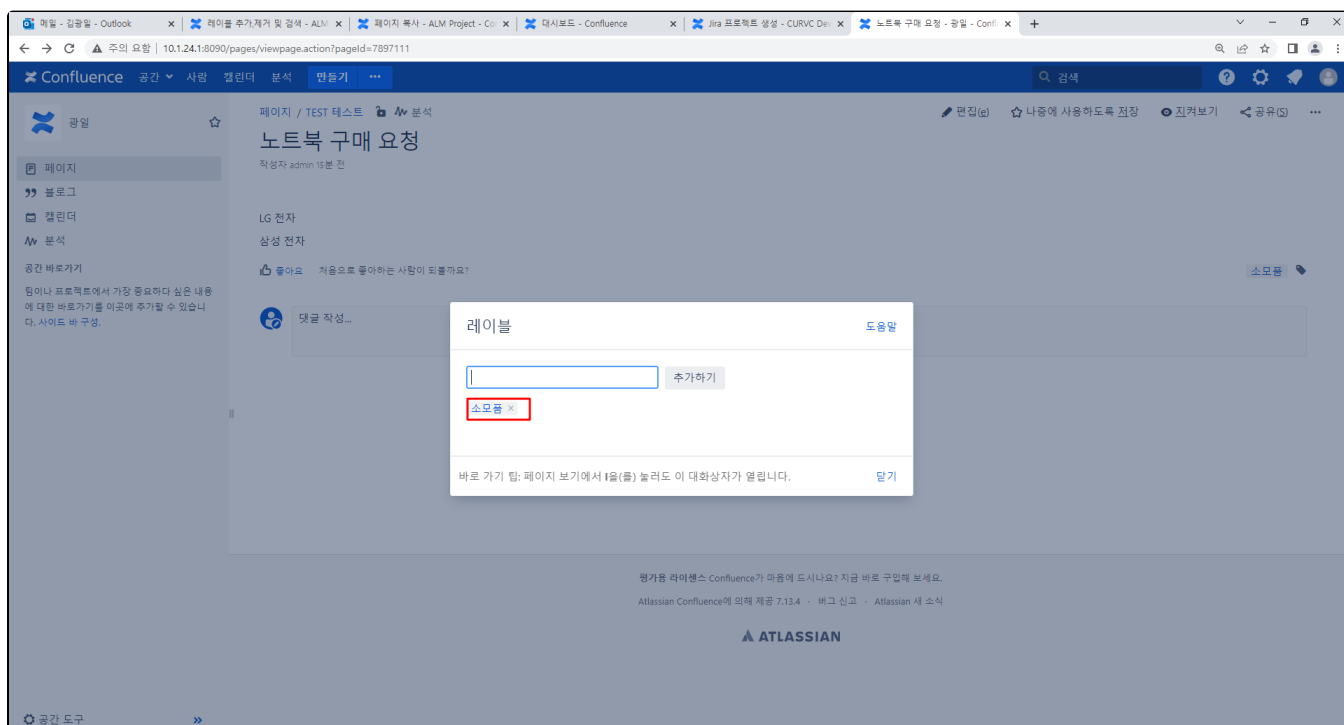 메일 - 김광일 - Outlook
레이블 추가,제거 및 검색 - ALM
페이지 복사 - ALM Project - Co
대시보드 - Confluence
Jira 프로젝트 생성 - CURVC Dev
노트북 구매 요청 - 광일 - Confl
주의 요함 | 10.1.24.1:8090/pages/viewpage.action?pageId=7897111
Confluence 공간 사람 캘린더 분석 만들기 ··· 검색
광일
페이지 / TEST 테스트 분석
편집(e) 나중에 사용하도록 저장 지켜보기 공유(S) ···
노트북 구매 요청
작성자 admin 15분 전
페이지
블로그
캘린더
분석
공간 바로가기
팀이나 프로젝트에서 가장 중요하다 싶은 내용
에 대한 바로가기를 이곳에 추가할 수 있습니
다. 사이드 바 구성.
LG 전자
삼성 전자
좋아요 처음으로 좋아하는 사람이 되볼까요?
소모품
댓글 작성...
레이블
도움말
추가하기
소모품 ×
바로 가기 팁: 페이지 보기에서 l을(를) 눌러도 이 대화상자가 열립니다.
닫기
평가용 라이센스 Confluence가 마음에 드시나요? 지금 바로 구입해 보세요.
Atlassian Confluence에 의해 제공 7.13.4 · 버그 신고 · Atlassian 새 소식
ATLASSIAN
공간 도구